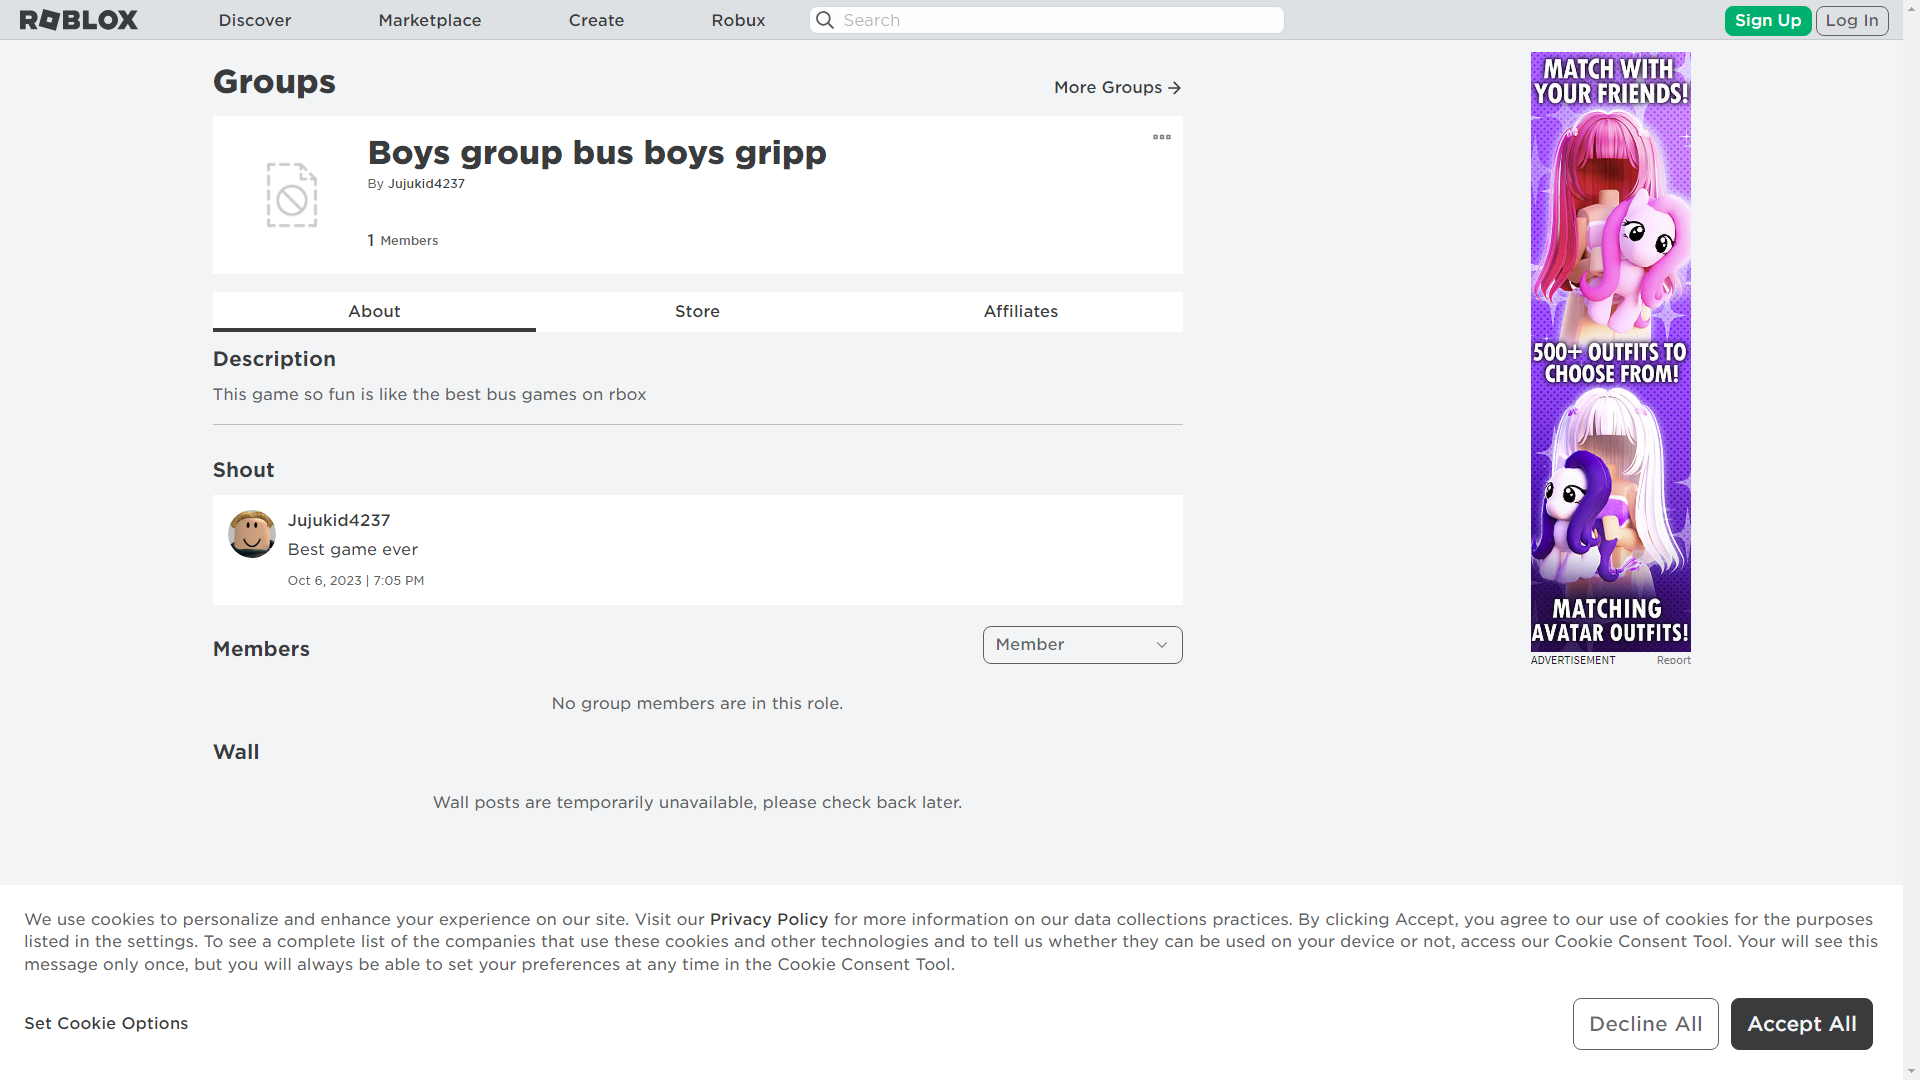 ROBLOX
Discover
Marketplace
Create
Robux
Search
Sign Up
Log In
Groups
More Groups
Boys group bus boys gripp
By Jujukid4237
1 Members
About
Store
Affiliates
Description
This game so fun is like the best bus games on rbox
Shout
Jujukid4237
Best game ever
Oct 6, 2023 | 7:05 PM
Members
Member
No group members are in this role.
Wall
Wall posts are temporarily unavailable, please check back later.
MATCH WITH
YOUR FRIENDS!
500+ OUTFITS TO
CHOOSE FROM!
MATCHING
AVATAR OUTFITS!
ADVERTISEMENT
Report
We use cookies to personalize and enhance your experience on our site. Visit our Privacy Policy for more information on our data collections practices. By clicking Accept, you agree to our use of cookies for the purposes
listed in the settings. To see a complete list of the companies that use these cookies and other technologies and to tell us whether they can be used on your device or not, access our Cookie Consent Tool. Your will see this
message only once, but you will always be able to set your preferences at any time in the Cookie Consent Tool.
Set Cookie Options
Decline All
Accept All